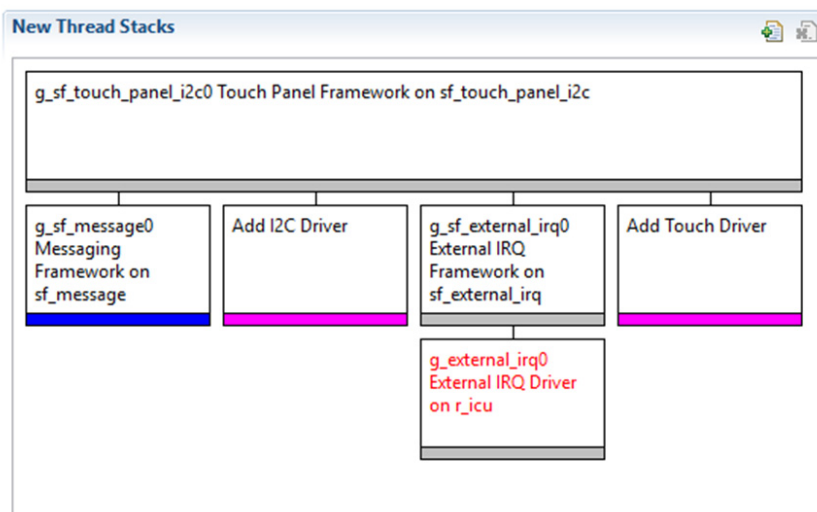 New Thread Stacks
g_sf_touch_panel_i2c0 Touch Panel Framework on sf_touch_panel_i2c
g_sf_message0
Messaging
Framework on
sf_message
Add I2C Driver
g_sf_external_irq0
External IRQ
Framework on
sf_external_irq
Add Touch Driver
g_external_irq0
External IRQ Driver
on r_icu